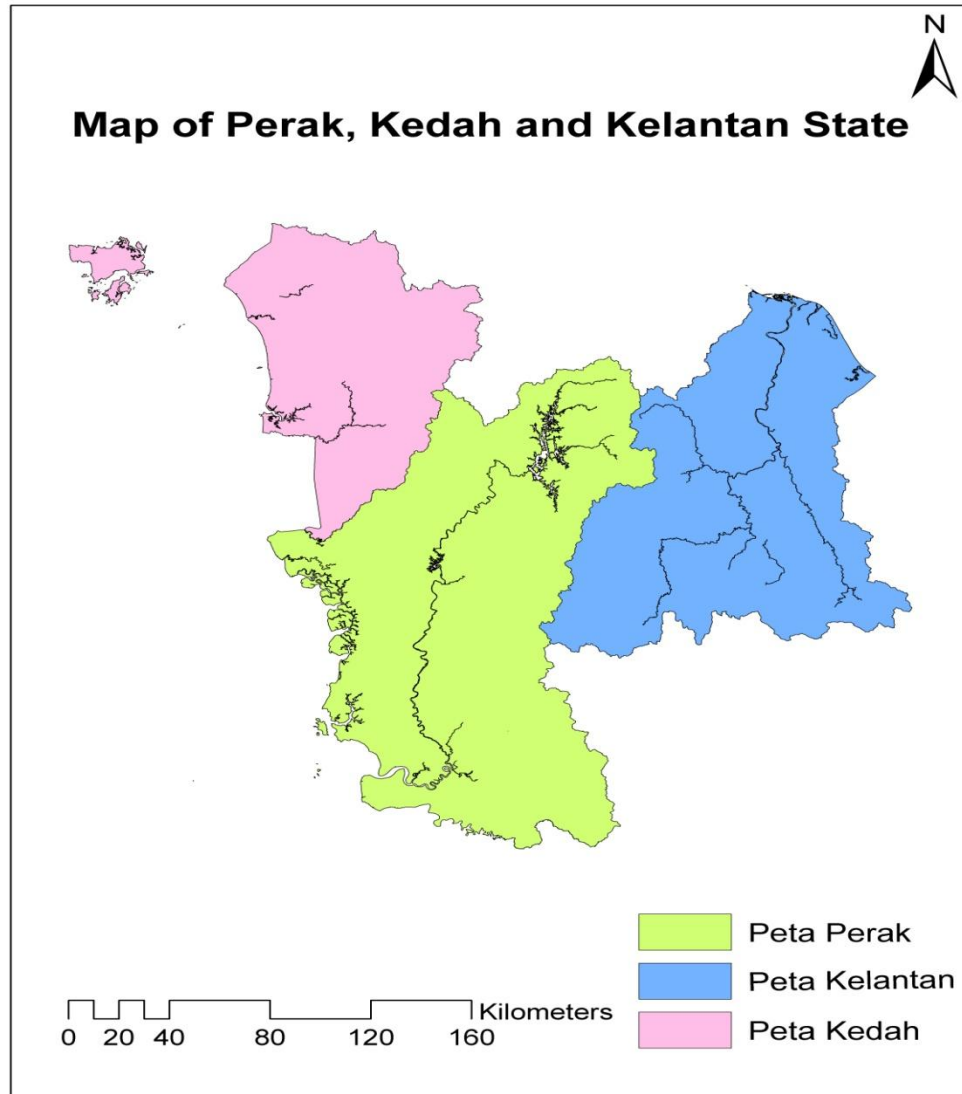 N
Map of Perak, Kedah and Kelantan State
Peta Perak
Peta Kelantan
Peta Kedah
Kilometers
0 20 40 80 120 160